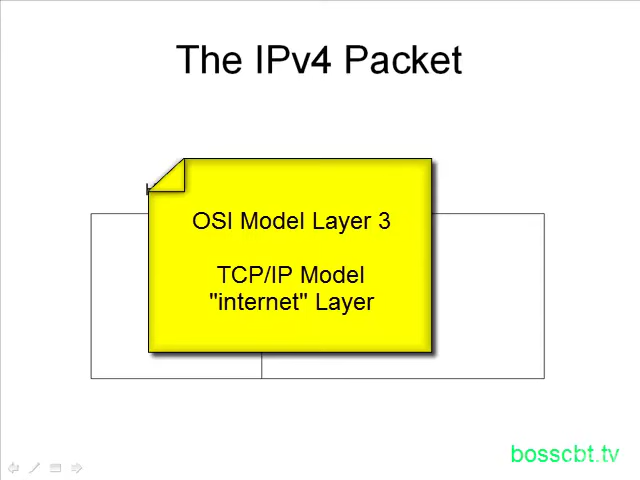 The IPv4 Packet
OSI Model Layer 3
TCP/IP Model
"internet" Layer
bosscbt.tv